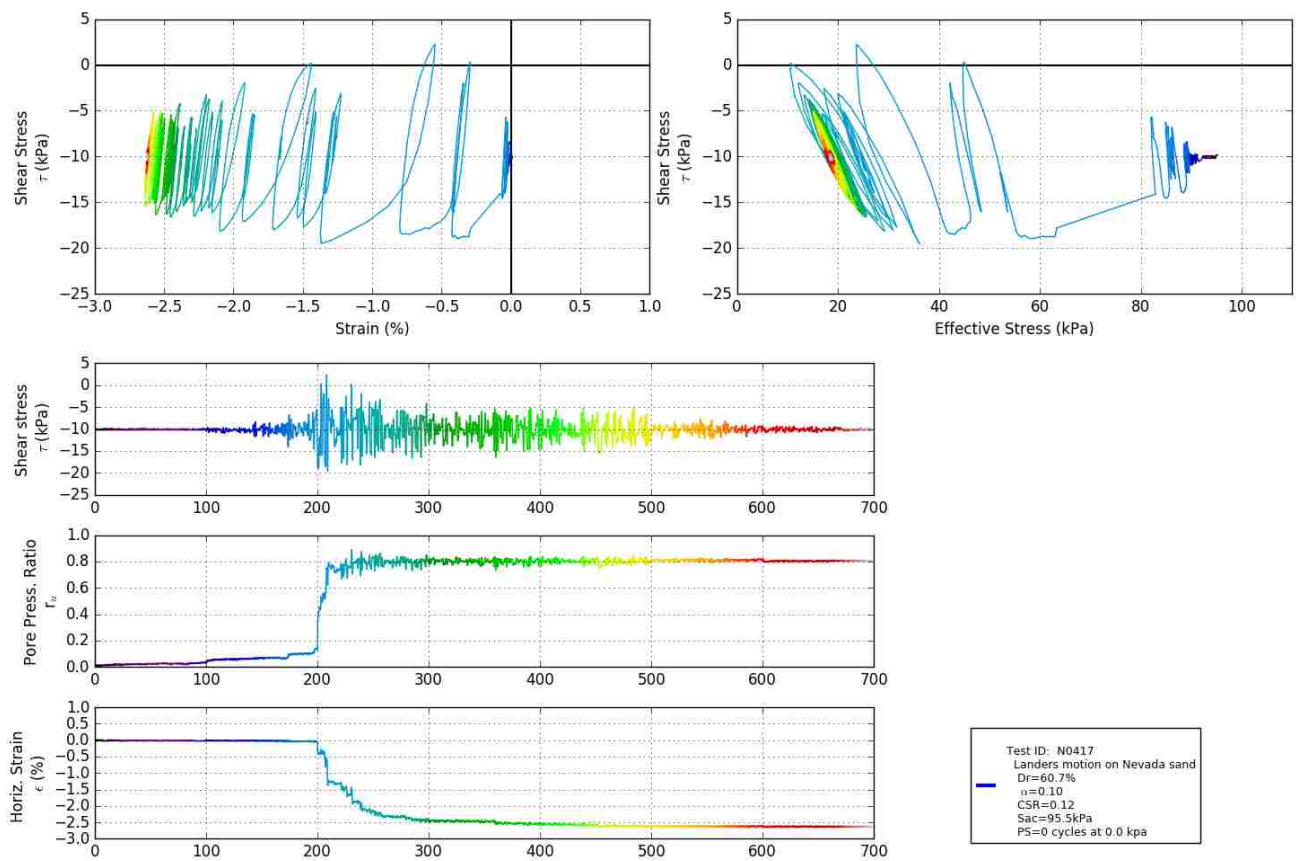 5
0
−5
−10
−15
−20
−25
Shear Stress
τ (kPa)
−3.0 −2.5 −2.0 −1.5 −1.0 −0.5 0.0 0.5 1.0
Strain (%)
5
0
−5
−10
−15
−20
−25
Shear Stress
τ (kPa)
0 20 40 60 80 100
Effective Stress (kPa)
5
0
−5
−10
−15
−20
−25
Shear stress
τ (kPa)
0 100 200 300 400 500 600 700
1.0
0.8
0.6
0.4
0.2
0.0
Pore Press. Ratio
ru
0 100 200 300 400 500 600 700
1.0
0.5
0.0
−0.5
−1.0
−1.5
−2.0
−2.5
−3.0
Horiz. Strain
ϵ (%)
0 100 200 300 400 500 600 700
Test ID: N0417
Landers motion on Nevada sand
Dr=60.7%
α=0.10
CSR=0.12
Sac=95.5kPa
PS=0 cycles at 0.0 kpa